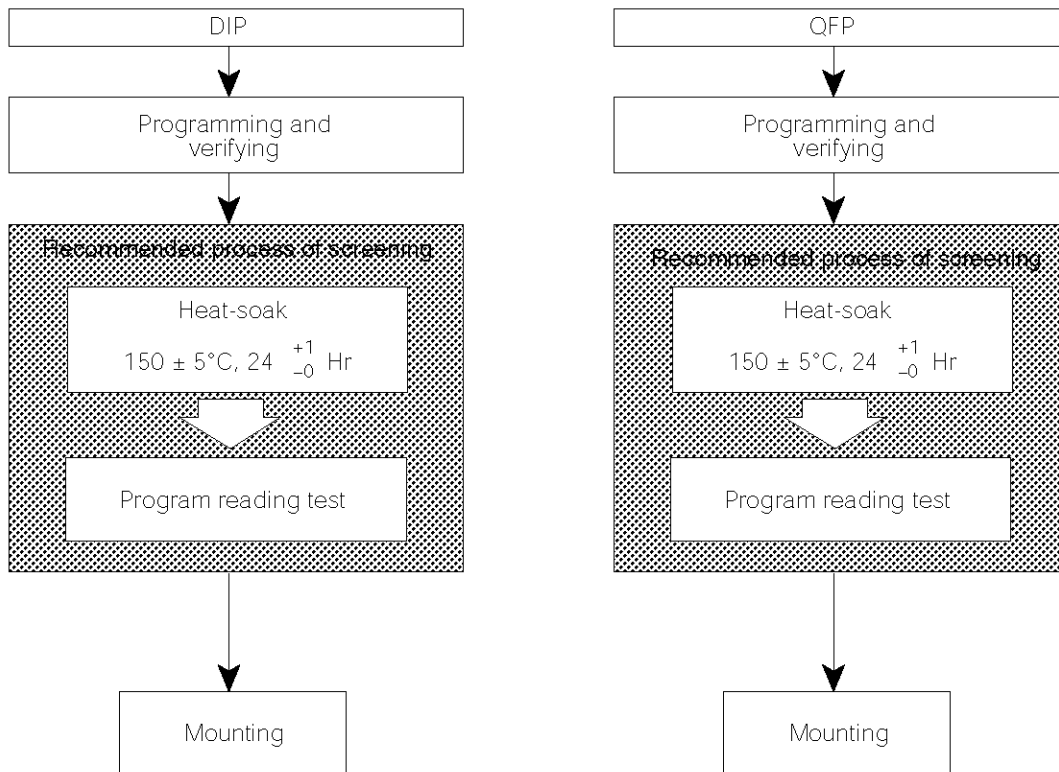 DIP
Programming and
verifying
Recommended process of screening
Heat-soak
150 ± 5°C, 24 +1 −0 Hr
Program reading test
Mounting
QFP
Programming and
verifying
Recommended process of screening
Heat-soak
150 ± 5°C, 24 +1 −0 Hr
Program reading test
Mounting